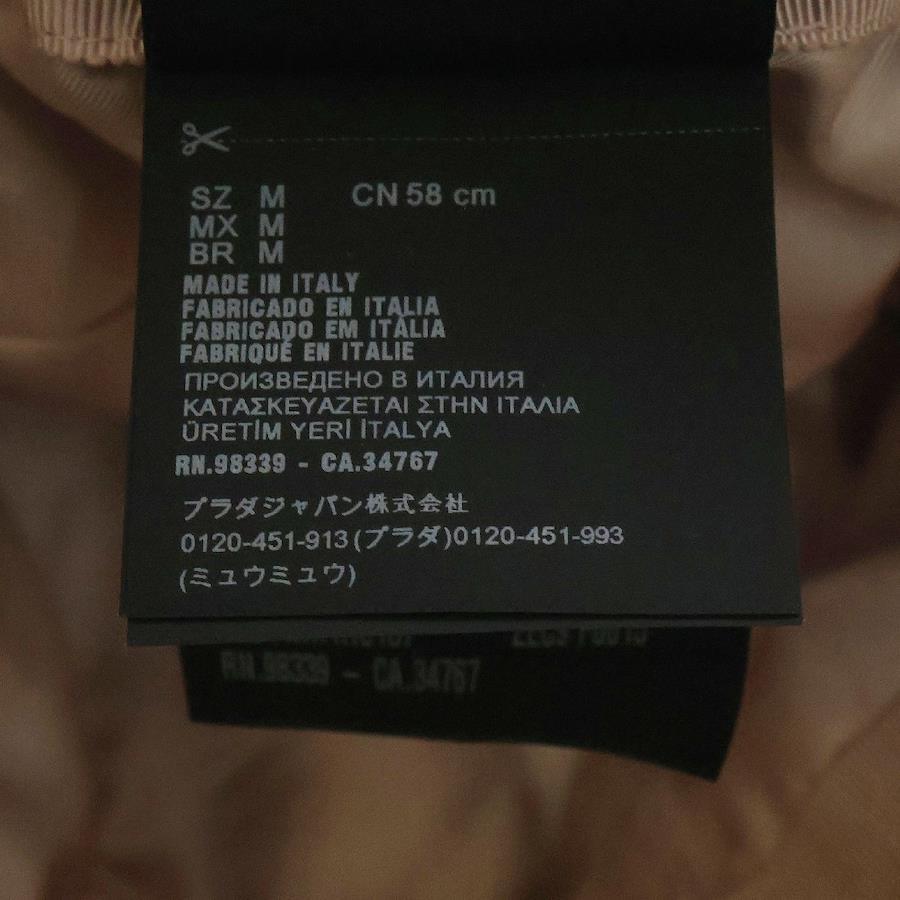 SZ M CN 58 cm
MX M
BR M
MADE IN ITALY
FABRICADO EN ITALIA
FABRICADO EM ITÁLIA
FABRIQUÉ EN ITALIE
ПРОИЗВЕДЕНО В ИТАЛИЯ
ΚΑΤΑΣΚΕΥΑΖΕΤΑΙ ΣΤΗΝ ΙΤΑΛΙΑ
ÜRETİM YERİ İTALYA
RN.98339 - CA.34767
プラダジャパン株式会社
0120-451-913(プラダ)0120-451-993
(ミュウミュウ)
RN.98339 - CA.34767